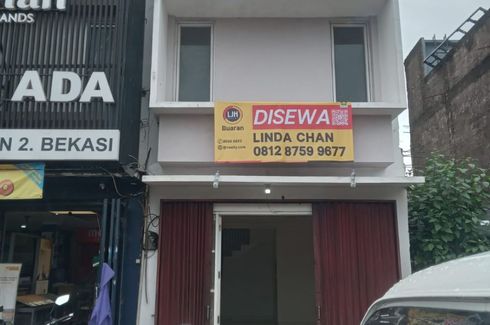 ANDS
ADA
N 2. BEKASI
LJH
Buaran
DISEWA
LINDA CHAN
0812 8759 9677